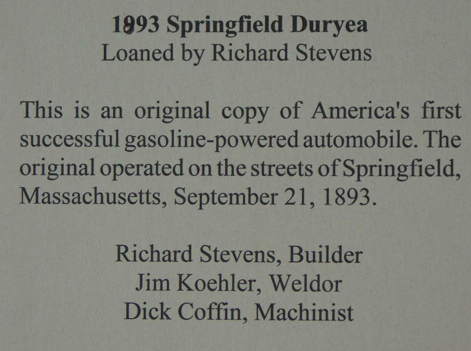 1893 Springfield Duryea
Loaned by Richard Stevens
This is an original copy of America's first
successful gasoline-powered automobile. The
original operated on the streets of Springfield,
Massachusetts, September 21, 1893.
Richard Stevens, Builder
Jim Koehler, Weldor
Dick Coffin, Machinist